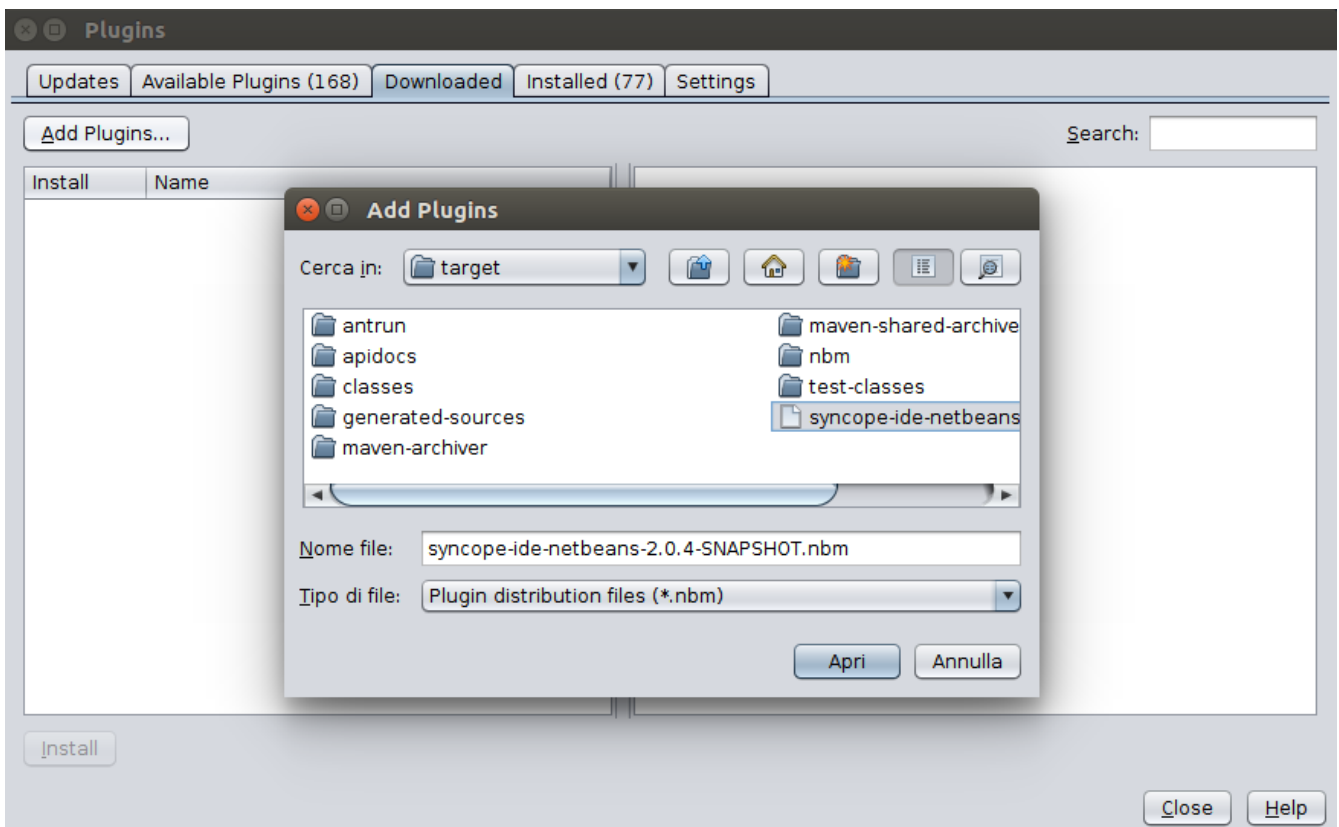 Plugins
Updates Available Plugins (168) Downloaded Installed (77) Settings
Add Plugins... Search:
Install Name
Add Plugins
Cerca in: target
antrun
apidocs
classes
generated-sources
maven-archiver
maven-shared-archive
nbm
test-classes
syncope-ide-netbeans
Nome file: syncope-ide-netbeans-2.0.4-SNAPSHOT.nbm
Tipo di file: Plugin distribution files (*.nbm)
Apri Annulla
Install
Close Help